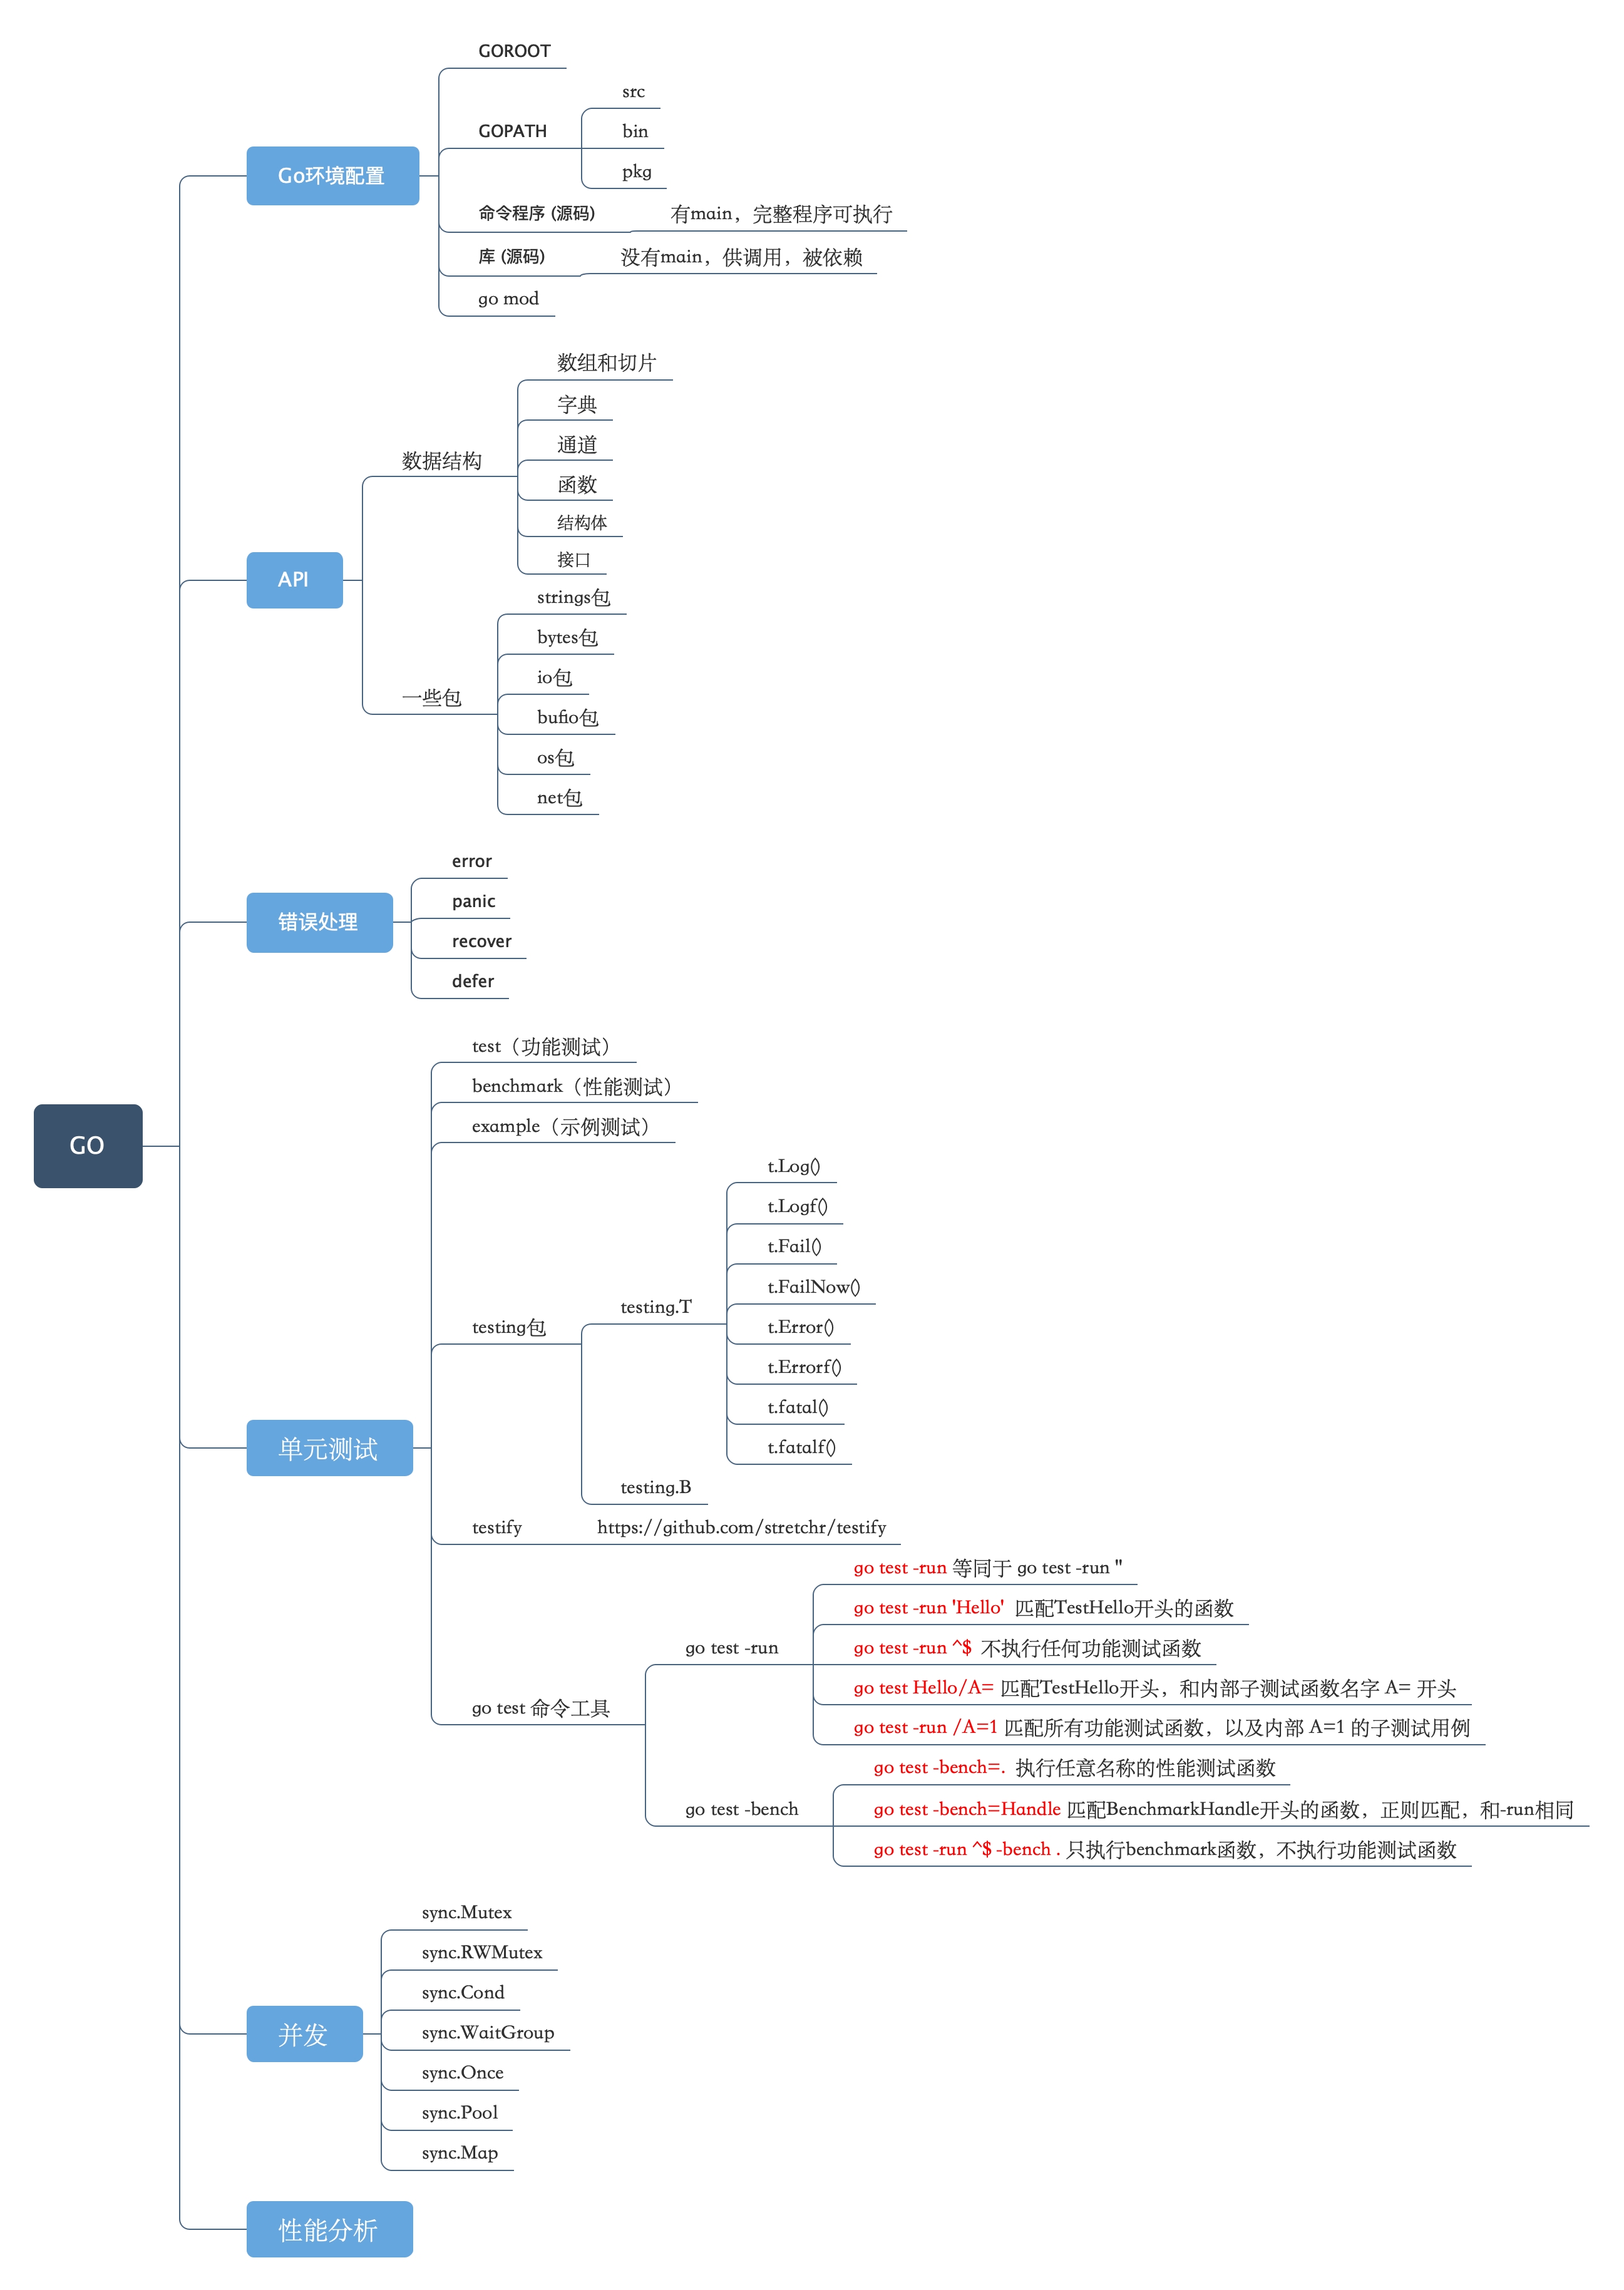 GOROOT
src
GOPATH
bin
pkg
Go环境配置
命令程序 (源码)
有main，完整程序可执行
库 (源码)
没有main，供调用，被依赖
go mod
数组和切片
字典
通道
数据结构
函数
结构体
接口
API
strings包
bytes包
io包
一些包
bufio包
os包
net包
error
panic
错误处理
recover
defer
test（功能测试）
benchmark（性能测试）
example（示例测试）
GO
t.Log()
t.Logf()
t.Fail()
t.FailNow()
testing.T
testing包
t.Error()
t.Errorf()
t.fatal()
t.fatalf()
单元测试
testing.B
testify
https://github.com/stretchr/testify
go test -run 等同于 go test -run ''
go test -run 'Hello' 匹配TestHello开头的函数
go test -run
go test -run ^$ 不执行任何功能测试函数
go test Hello/A= 匹配TestHello开头，和内部子测试函数名字 A= 开头
go test 命令工具
go test -run /A=1 匹配所有功能测试函数，以及内部 A=1 的子测试用例
go test -bench=. 执行任意名称的性能测试函数
go test -bench
go test -bench=Handle 匹配BenchmarkHandle开头的函数，正则匹配，和-run相同
go test -run ^$ -bench . 只执行benchmark函数，不执行功能测试函数
sync.Mutex
sync.RWMutex
sync.Cond
并发
sync.WaitGroup
sync.Once
sync.Pool
sync.Map
性能分析